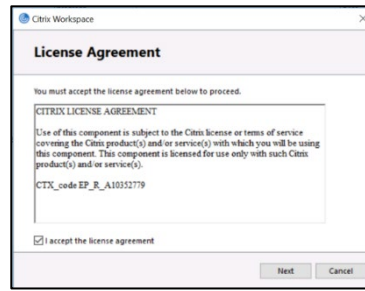 Citrix Workspace
License Agreement
You must accept the license agreement below to proceed.
CITRIX LICENSE AGREEMENT
Use of this component is subject to the Citrix license or terms of service
covering the Citrix product(s) and/or service(s) with which you will be using
this component. This component is licensed for use only with such Citrix
product(s) and/or service(s).
CTX_code EP_R_A10352779
I accept the license agreement
Next Cancel